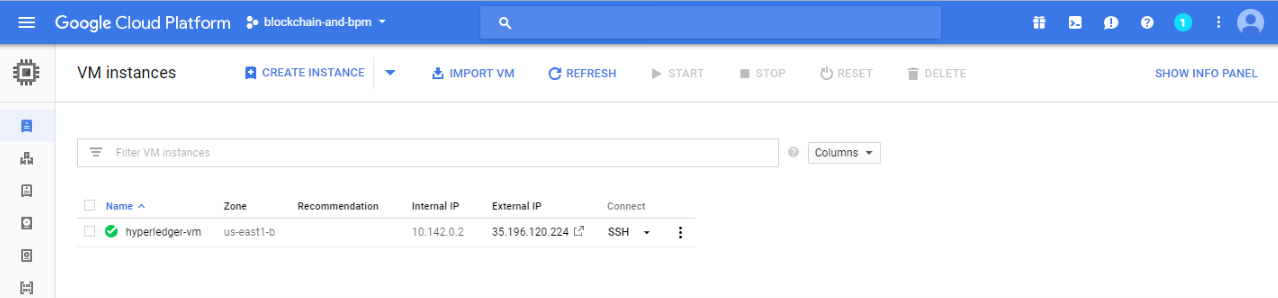 Google Cloud Platform blockchain-and-bpm 1
VM instances CREATE INSTANCE IMPORT VM REFRESH START STOP RESET DELETE SHOW INFO PANEL
Filter VM instances Columns
Name Zone Recommendation Internal IP External IP Connect
hyperledger-vm us-east1-b 10.142.0.2 35.196.120.224 SSH